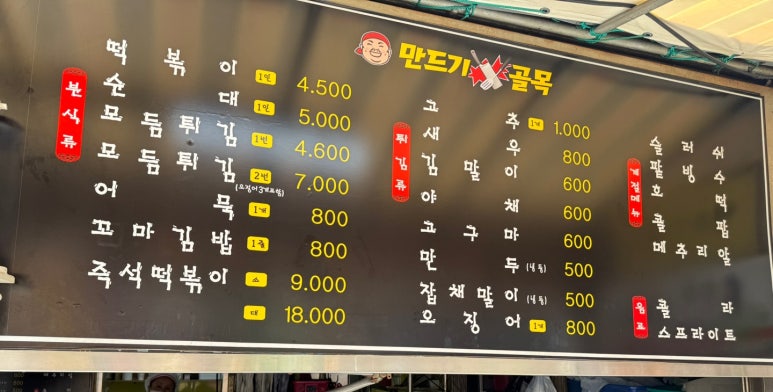 만드기 골목
분식류
떡볶이 1인 4.500
순대 1인 5.000
모듬튀김 1번 4.600
모듬튀김 2번 7.000
(오징어3개포함)
어묵 1개 800
꼬마김밥 1줄 800
즉석떡볶이 소 9.000
대 18.000
튀김류
고추 1개 1.000
새우 800
김말이 600
야채 600
고구마 600
만두 (내용) 500
잡채말이 (내용) 500
오징어 1개 800
계절메뉴
슬러쉬
팥빙수
호떡
콜팝
메추리알
음료
콜라
스프라이트